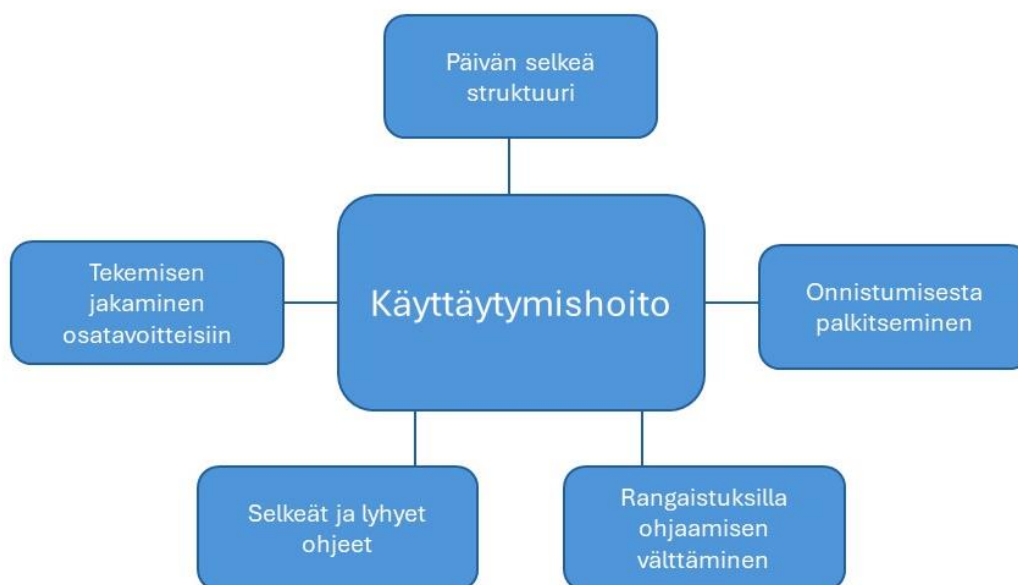 Päivän selkeä
struktuuri
Tekemisen
jakaminen
osatavoitteisiin
Käyttäytymishoito
Onnistumisesta
palkitseminen
Selkeät ja lyhyet
ohjeet
Rangaistuksilla
ohjaamisen
välttäminen